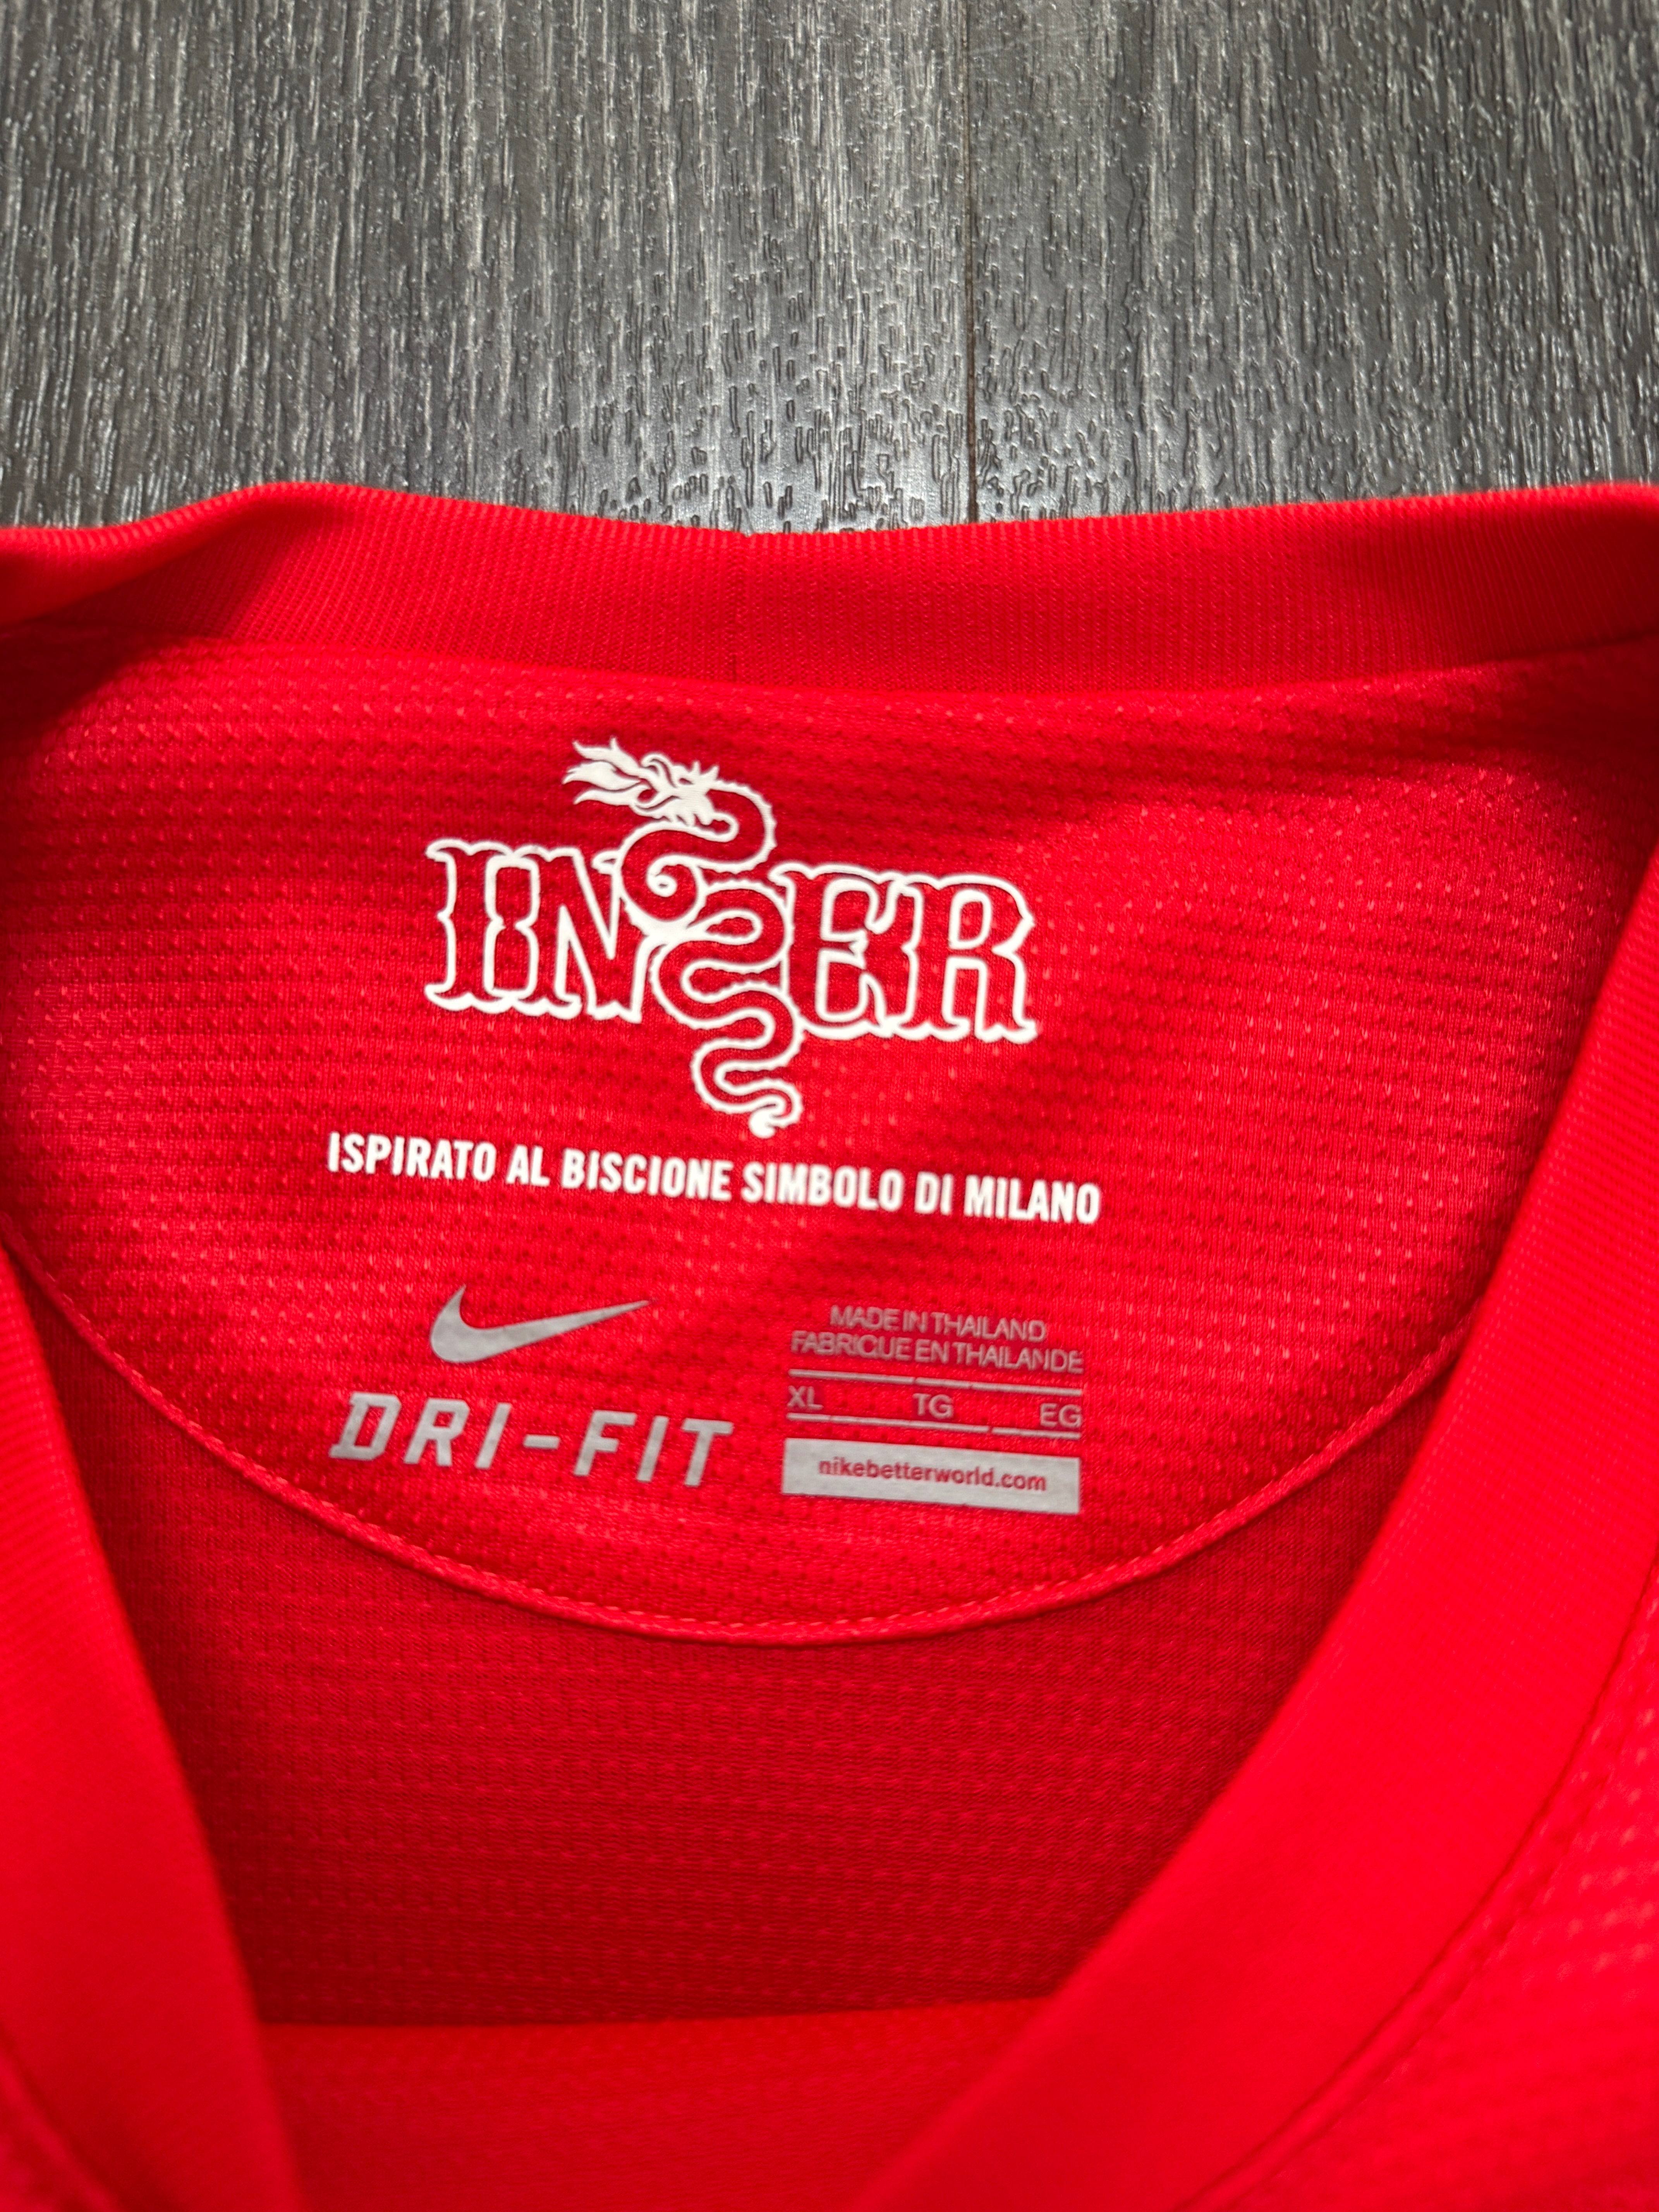 INTER
ISPIRATO AL BISCIONE SIMBOLO DI MILANO
DRI-FIT
MADE IN THAILAND
FABRIQUE EN THAILANDE
XL TG EG
nikebetterworld.com